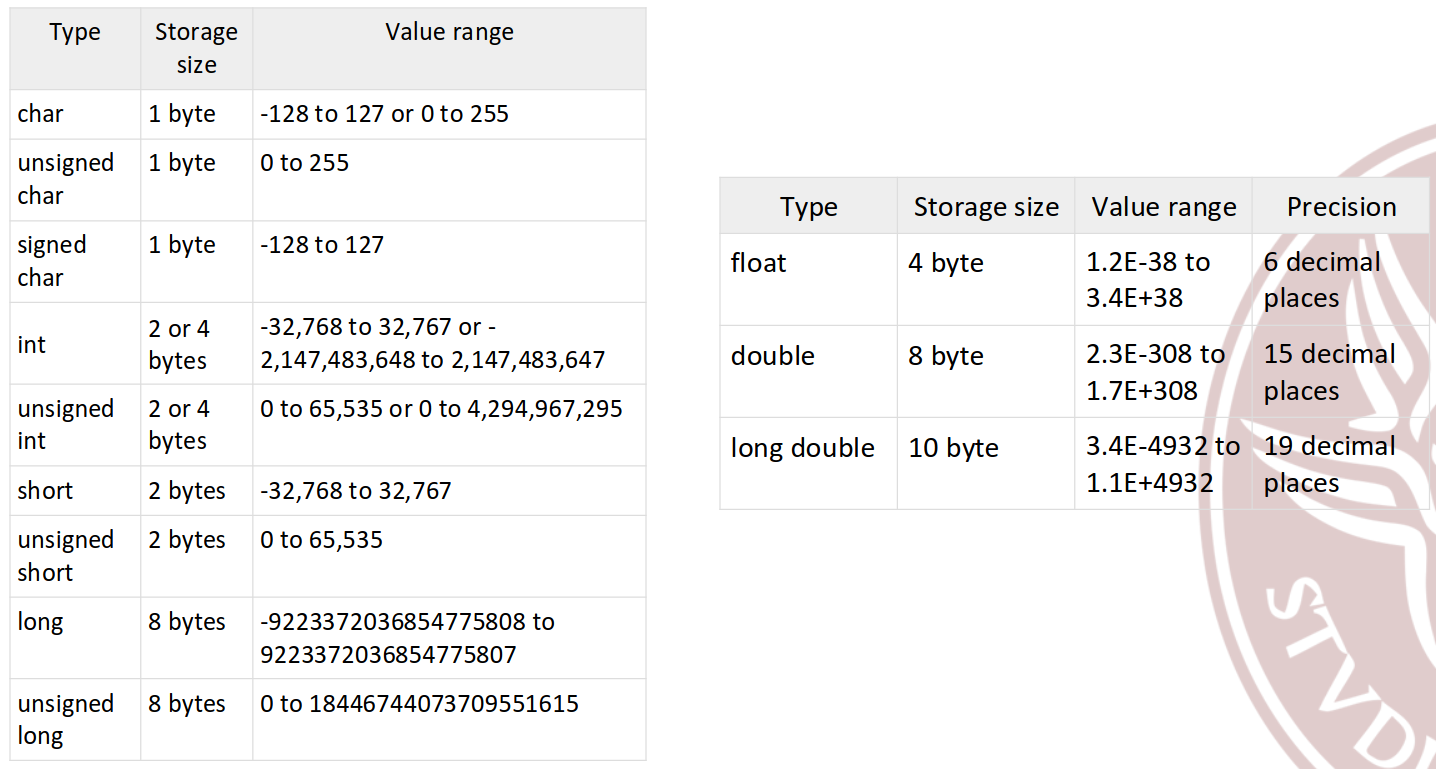 Type Storage size Value range
char 1 byte -128 to 127 or 0 to 255
unsigned char 1 byte 0 to 255
signed char 1 byte -128 to 127
int 2 or 4 bytes -32,768 to 32,767 or -2,147,483,648 to 2,147,483,647
unsigned int 2 or 4 bytes 0 to 65,535 or 0 to 4,294,967,295
short 2 bytes -32,768 to 32,767
unsigned short 2 bytes 0 to 65,535
long 8 bytes -9223372036854775808 to 9223372036854775807
unsigned long 8 bytes 0 to 18446744073709551615
Type Storage size Value range Precision
float 4 byte 1.2E-38 to 3.4E+38 6 decimal places
double 8 byte 2.3E-308 to 1.7E+308 15 decimal places
long double 10 byte 3.4E-4932 to 1.1E+4932 19 decimal places